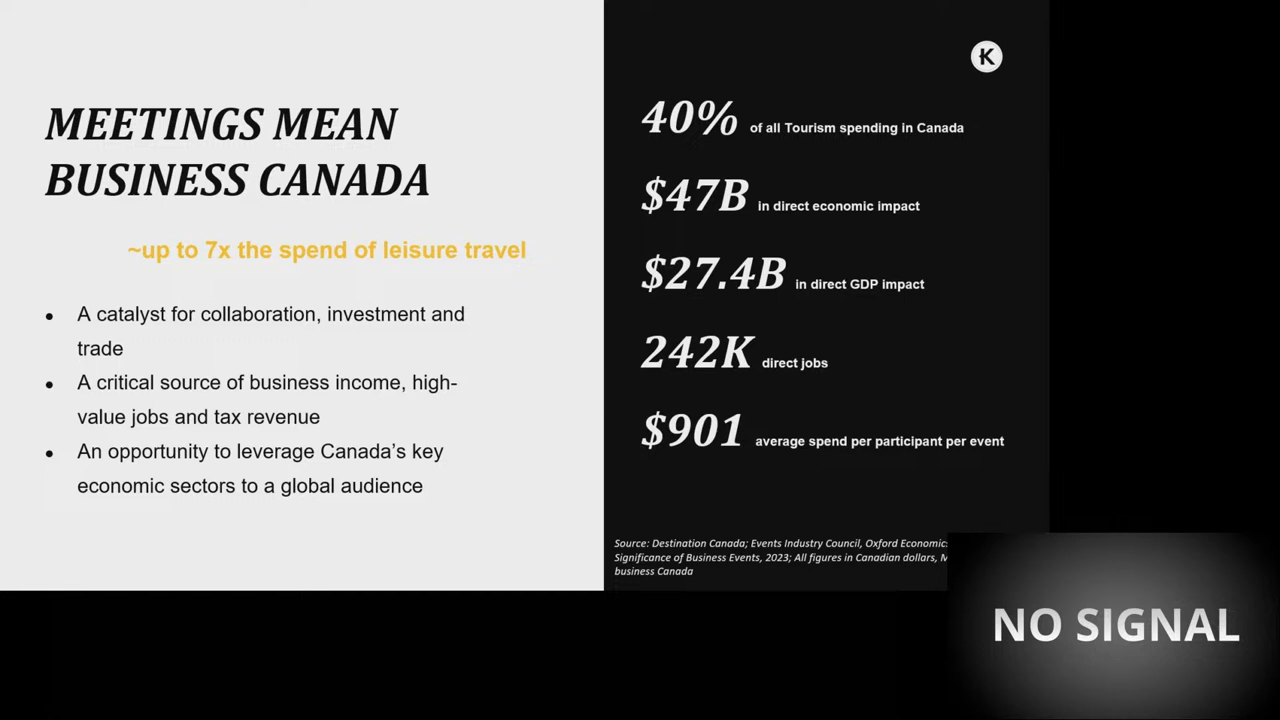 MEETINGS MEAN
BUSINESS CANADA
~up to 7x the spend of leisure travel
● A catalyst for collaboration, investment and
trade
● A critical source of business income, high-
value jobs and tax revenue
● An opportunity to leverage Canada’s key
economic sectors to a global audience
K
40% of all Tourism spending in Canada
$47B in direct economic impact
$27.4B in direct GDP impact
242K direct jobs
$901 average spend per participant per event
Source: Destination Canada; Events Industry Council, Oxford Economics
Significance of Business Events, 2023; All figures in Canadian dollars,
business Canada
NO SIGNAL